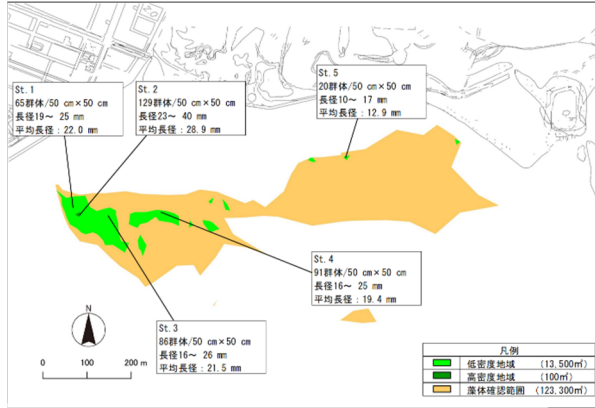 St.1
65群体/50 cm×50 cm
長径19~ 25 mm
平均長径：22.0 mm
St.2
129群体/50 cm×50 cm
長径23~ 40 mm
平均長径：28.9 mm
St.5
20群体/50 cm×50 cm
長径10~ 17 mm
平均長径：12.9 mm
St.4
91群体/50 cm×50 cm
長径16~ 25 mm
平均長径：19.4 mm
St.3
86群体/50 cm×50 cm
長径16~ 26 mm
平均長径：21.5 mm
N
0 100 200 m
凡例
低密度地域 (13,500㎡)
高密度地域 (100㎡)
藻体確認範囲 (123,300㎡)